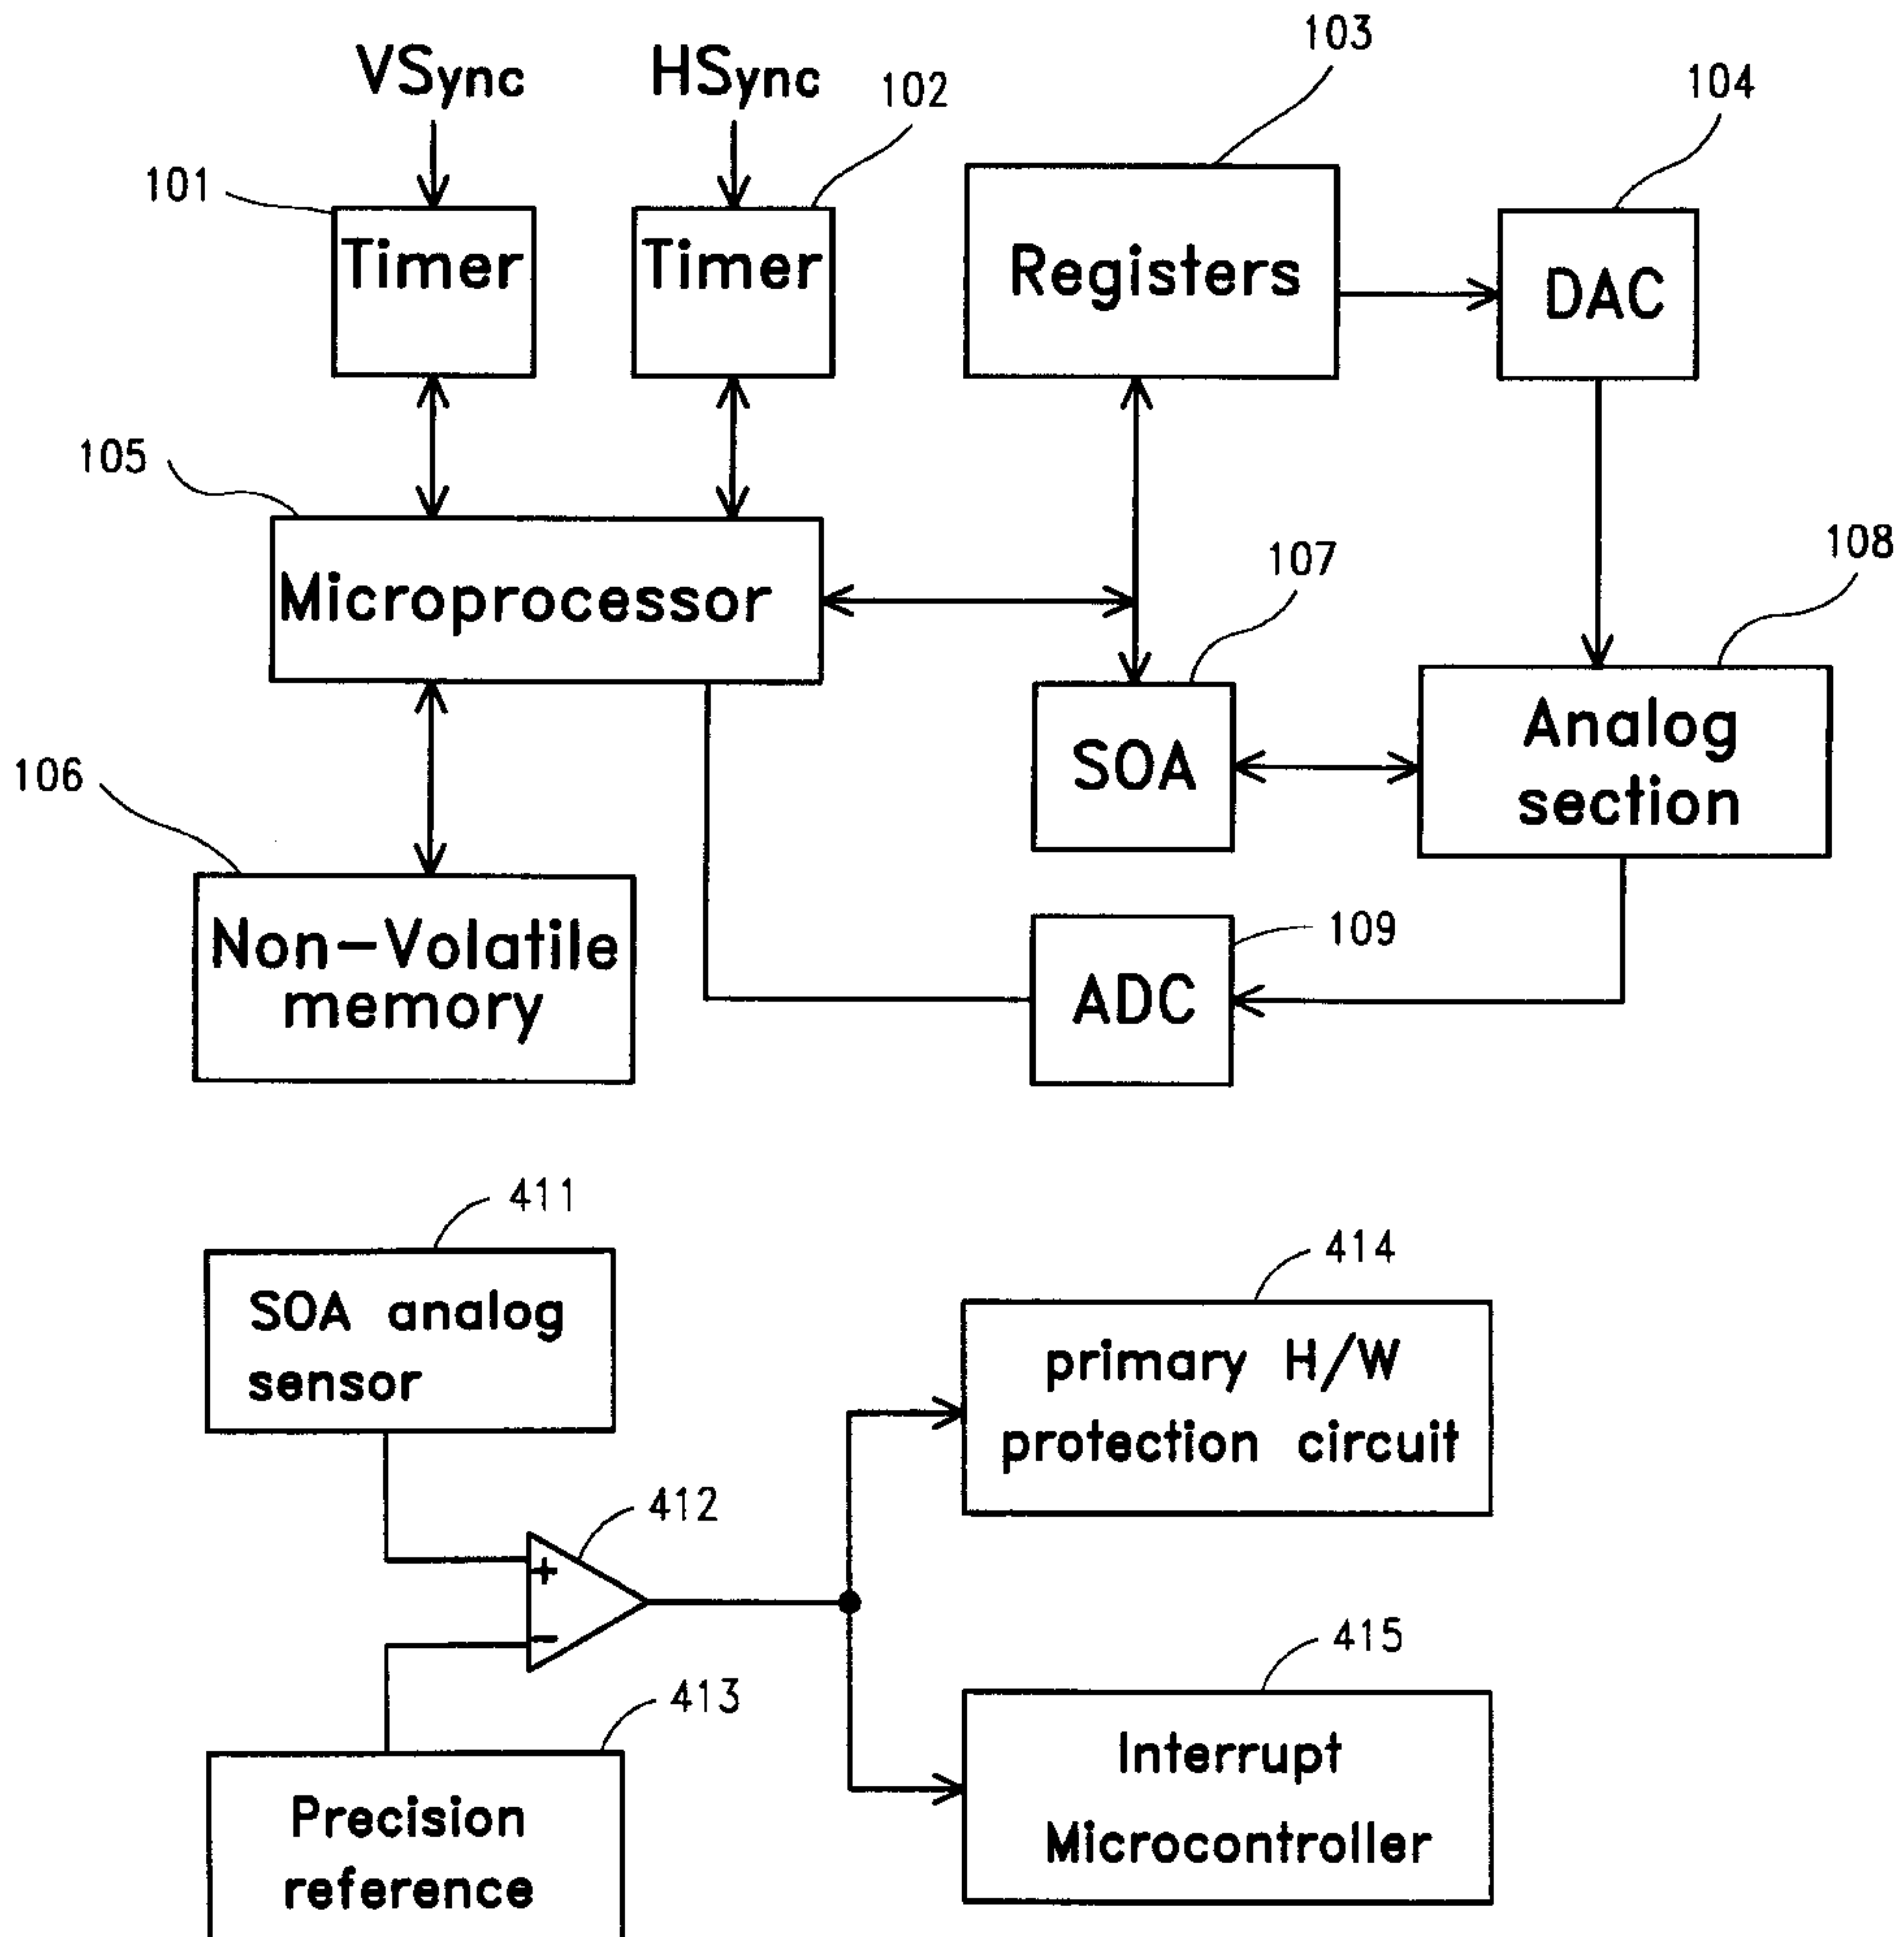 VSync
HSync
102
103
104
101
Timer
Timer
Registers
DAC
105
Microprocessor
107
108
106
SOA
Analog
section
Non-Volatile
memory
109
ADC
411
SOA analog
sensor
414
primary H/W
protection circuit
412
+
-
413
415
Precision
reference
Interrupt
Microcontroller